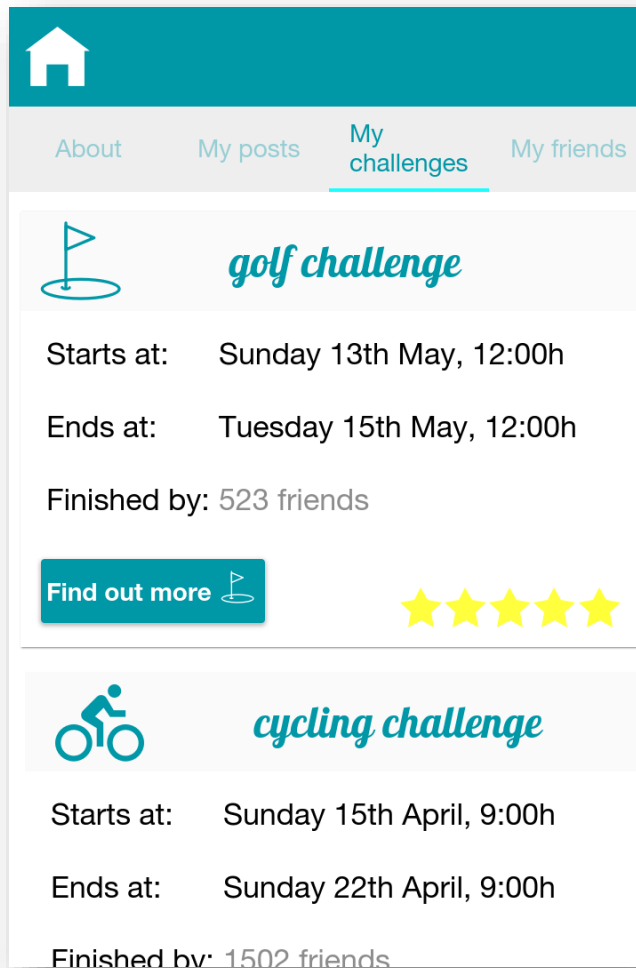 About My posts My challenges My friends
golf challenge
Starts at: Sunday 13th May, 12:00h
Ends at: Tuesday 15th May, 12:00h
Finished by: 523 friends
Find out more
cycling challenge
Starts at: Sunday 15th April, 9:00h
Ends at: Sunday 22th April, 9:00h
Finished by: 1502 friends